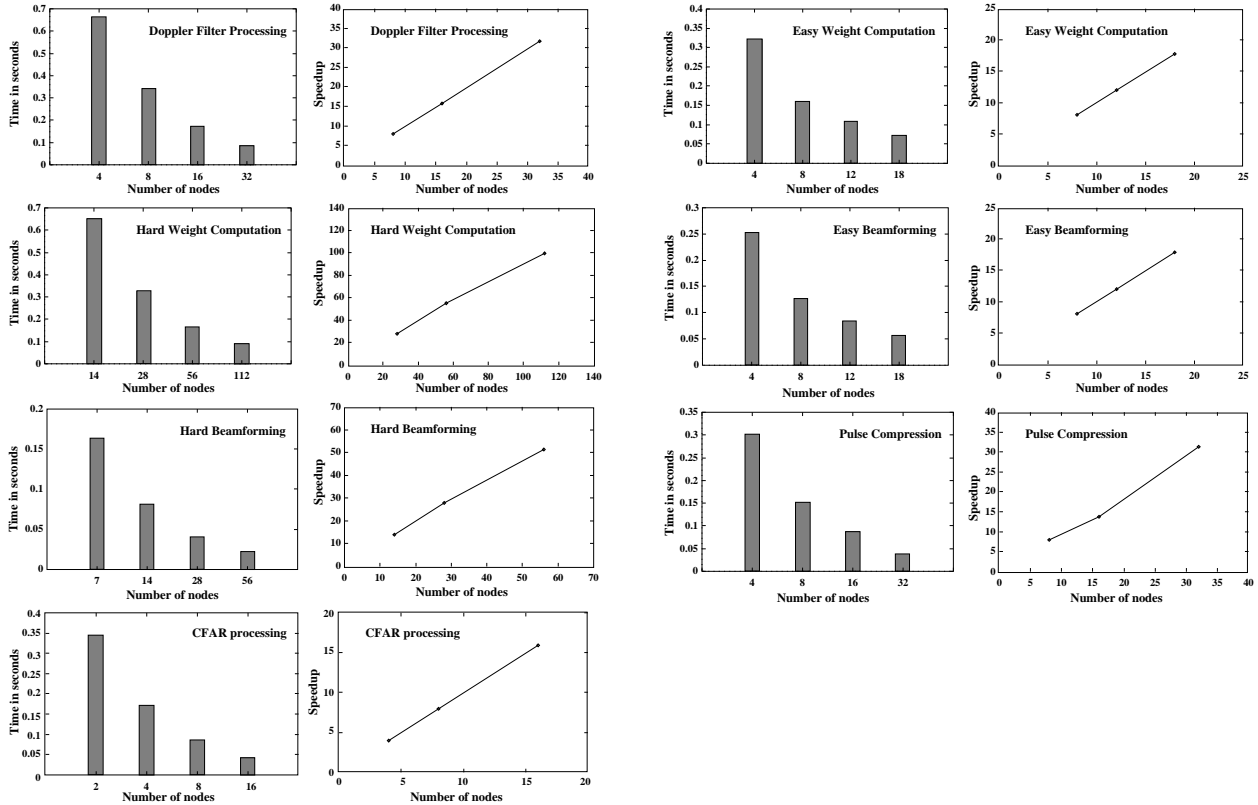 Doppler Filter Processing
Time in seconds
0.7
0.6
0.5
0.4
0.3
0.2
0.1
0
4 8 16 32
Number of nodes
Doppler Filter Processing
Speedup
40
35
30
25
20
15
10
5
0
0 5 10 15 20 25 30 35 40
Number of nodes
Easy Weight Computation
Time in seconds
0.4
0.35
0.3
0.25
0.2
0.15
0.1
0.05
0
4 8 12 18
Number of nodes
Easy Weight Computation
Speedup
25
20
15
10
5
0
0 5 10 15 20 25
Number of nodes
Hard Weight Computation
Time in seconds
0.7
0.6
0.5
0.4
0.3
0.2
0.1
0
14 28 56 112
Number of nodes
Hard Weight Computation
Speedup
140
120
100
80
60
40
20
0
0 20 40 60 80 100 120 140
Number of nodes
Easy Beamforming
Time in seconds
0.3
0.25
0.2
0.15
0.1
0.05
0
4 8 12 18
Number of nodes
Easy Beamforming
Speedup
25
20
15
10
5
0
0 5 10 15 20 25
Number of nodes
Hard Beamforming
Time in seconds
0.2
0.15
0.1
0.05
0
7 14 28 56
Number of nodes
Hard Beamforming
Speedup
70
60
50
40
30
20
10
0
0 10 20 30 40 50 60 70
Number of nodes
Pulse Compression
Time in seconds
0.35
0.3
0.25
0.2
0.15
0.1
0.05
4 8 16 32
Number of nodes
Pulse Compression
Speedup
40
35
30
25
20
15
10
5
0
0 5 10 15 20 25 30 35 40
Number of nodes
CFAR processing
Time in seconds
0.4
0.35
0.3
0.25
0.2
0.15
0.1
0.05
0
2 4 8 16
Number of nodes
CFAR processing
Speedup
20
15
10
5
0
0 5 10 15 20
Number of nodes